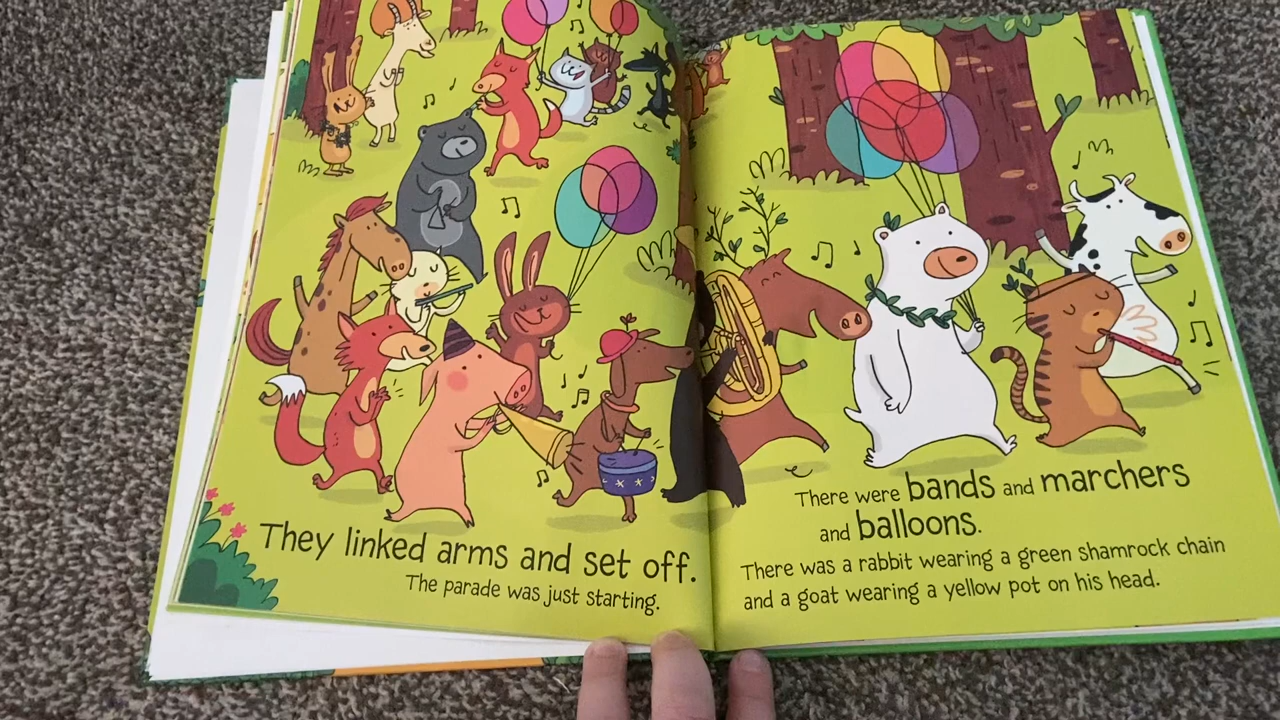 They linked arms and set off.
The parade was just starting.
There were bands and marchers
and balloons.
There was a rabbit wearing a green shamrock chain
and a goat wearing a yellow pot on his head.